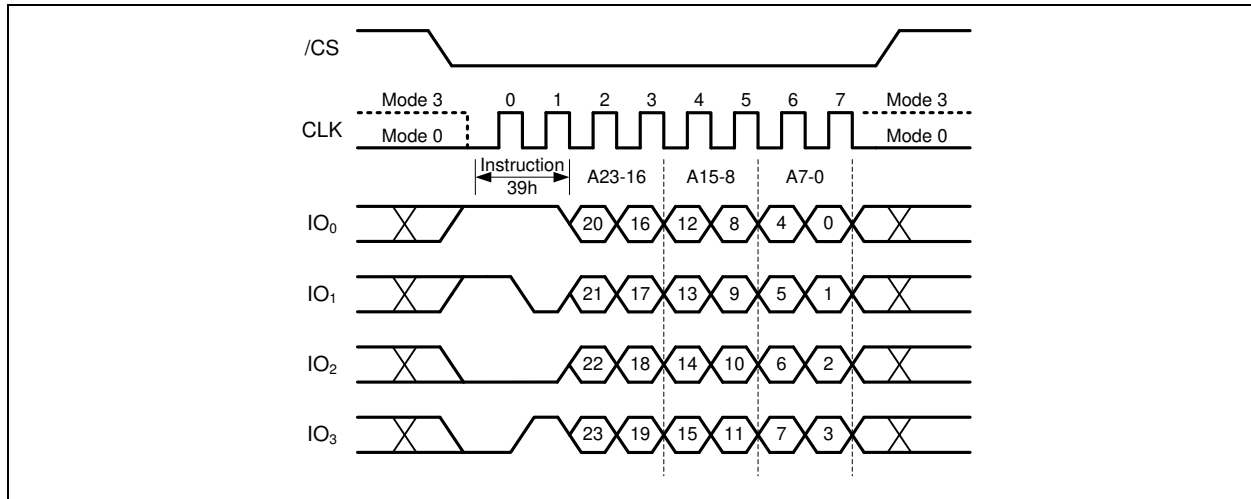 /CS
Mode 3 0 1 2 3 4 5 6 7 Mode 3
CLK Mode 0 Mode 0
Instruction A23-16 A15-8 A7-0
39h
IO₀ 20 16 12 8 4 0
IO₁ 21 17 13 9 5 1
IO₂ 22 18 14 10 6 2
IO₃ 23 19 15 11 7 3